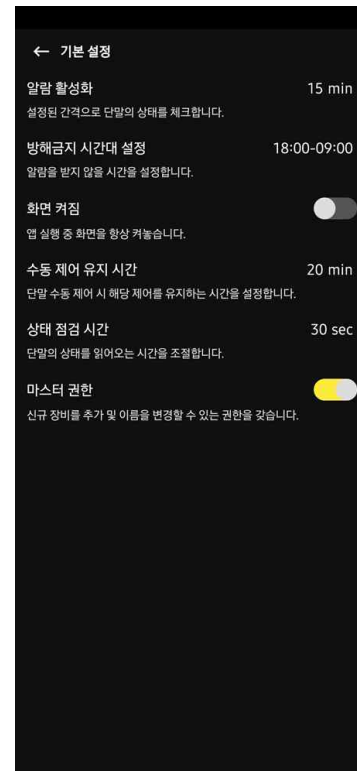 ← 기본 설정
알람 활성화 15 min
설정된 간격으로 단말의 상태를 체크합니다.
방해금지 시간대 설정 18:00-09:00
알람을 받지 않을 시간을 설정합니다.
화면 켜짐
앱 실행 중 화면을 항상 켜놓습니다.
수동 제어 유지 시간 20 min
단말 수동 제어 시 해당 제어를 유지하는 시간을 설정합니다.
상태 점검 시간 30 sec
단말의 상태를 읽어오는 시간을 조절합니다.
마스터 권한
신규 장비를 추가 및 이름을 변경할 수 있는 권한을 갖습니다.